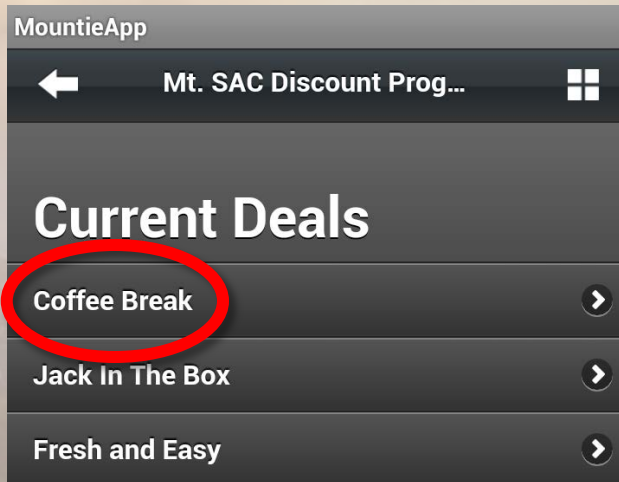 MountieApp
Mt. SAC Discount Prog...
Current Deals
Coffee Break
Jack In The Box
Fresh and Easy